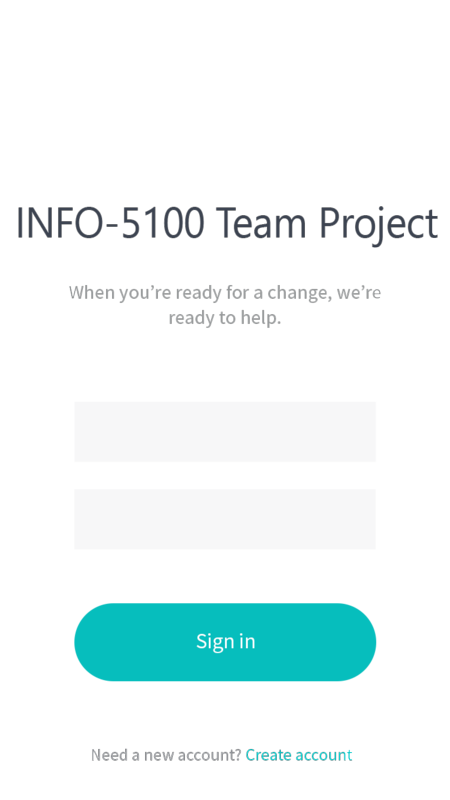 INFO-5100 Team Project
When you’re ready for a change, we’re
ready to help.
Sign in
Need a new account? Create account